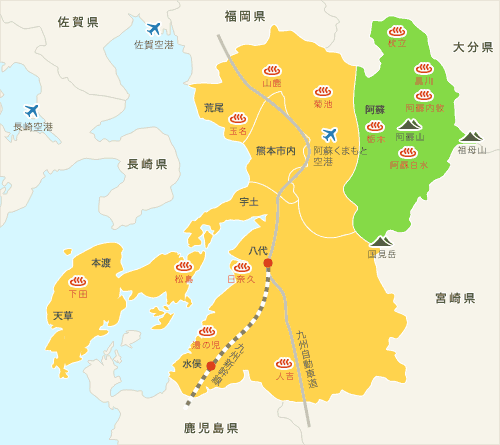 福岡県
佐賀県
佐賀空港
大分県
杖立
黒川
山鹿
菊池
阿蘇内牧
荒尾
阿蘇
長崎空港
玉名
栃木
阿蘇山
熊本市内
阿蘇くまもと
空港
祖母山
阿蘇白水
長崎県
宇土
国見岳
八代
本渡
松島
日奈久
下田
宮崎県
天草
湯の児
九州自動車道
九州新幹線
水俣
人吉
鹿児島県